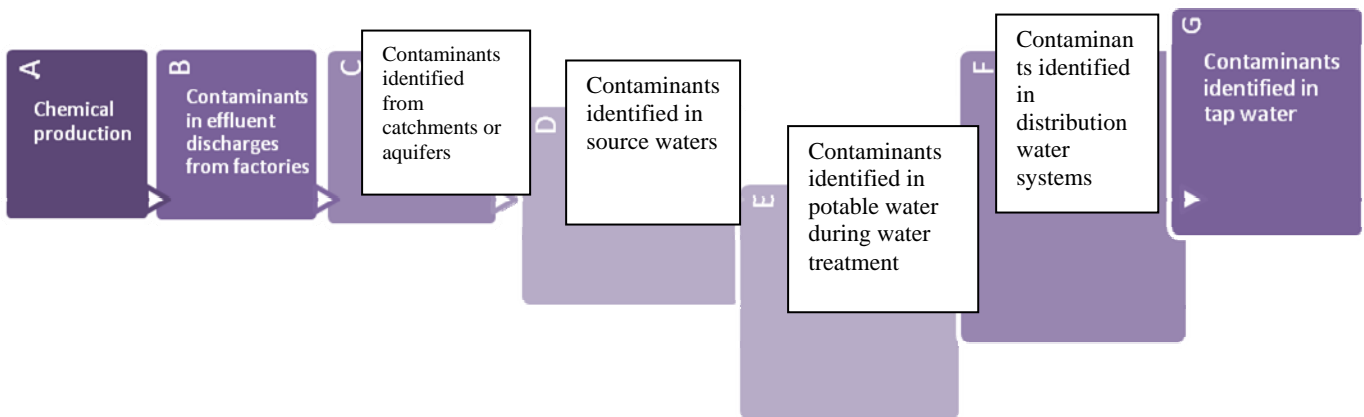 A
Chemical
production
B
Contaminants
in effluent
discharges
from factories
C
Contaminants
identified
from
catchments or
aquifers
D
Contaminants
identified in
source waters
E
Contaminants
identified in
potable water
during water
treatment
F
Contaminan
ts identified
in
distribution
water
systems
G
Contaminants
identified in
tap water